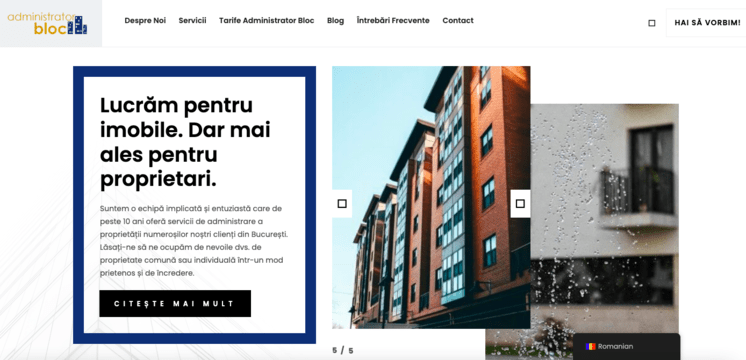 administrator
bloc
Despre Noi Servicii Tarife Administrator Bloc Blog Întrebări Frecvente Contact
HAI SĂ VORBIM!
Lucrăm pentru
imobile. Dar mai
ales pentru
proprietari.
Suntem o echipă implicată și entuziastă care de
peste 10 ani oferă servicii de administrare a
proprietății numeroșilor noștri clienți din București.
Lăsați-ne să ne ocupăm de nevoile dvs. de
proprietate comună sau individuală într-un mod
prietenos și de încredere.
CITEȘTE MAI MULT
5 / 5
Romanian